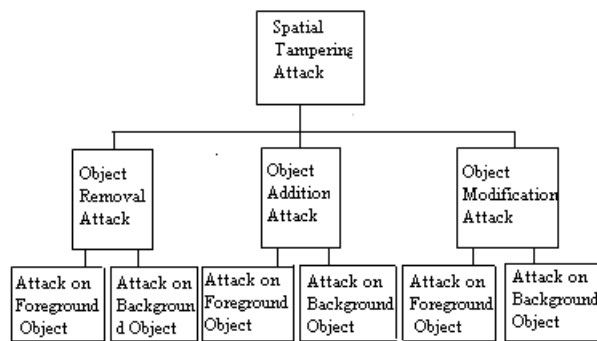 Spatial
Tampering
Attack
Object
Removal
Attack
Object
Addition
Attack
Object
Modification
Attack
Attack on
Foreground
Object
Attack on
Backgroun
d Object
Attack on
Foreground
Object
Attack on
Background
Object
Attack on
Foreground
Object
Attack on
Background
Object